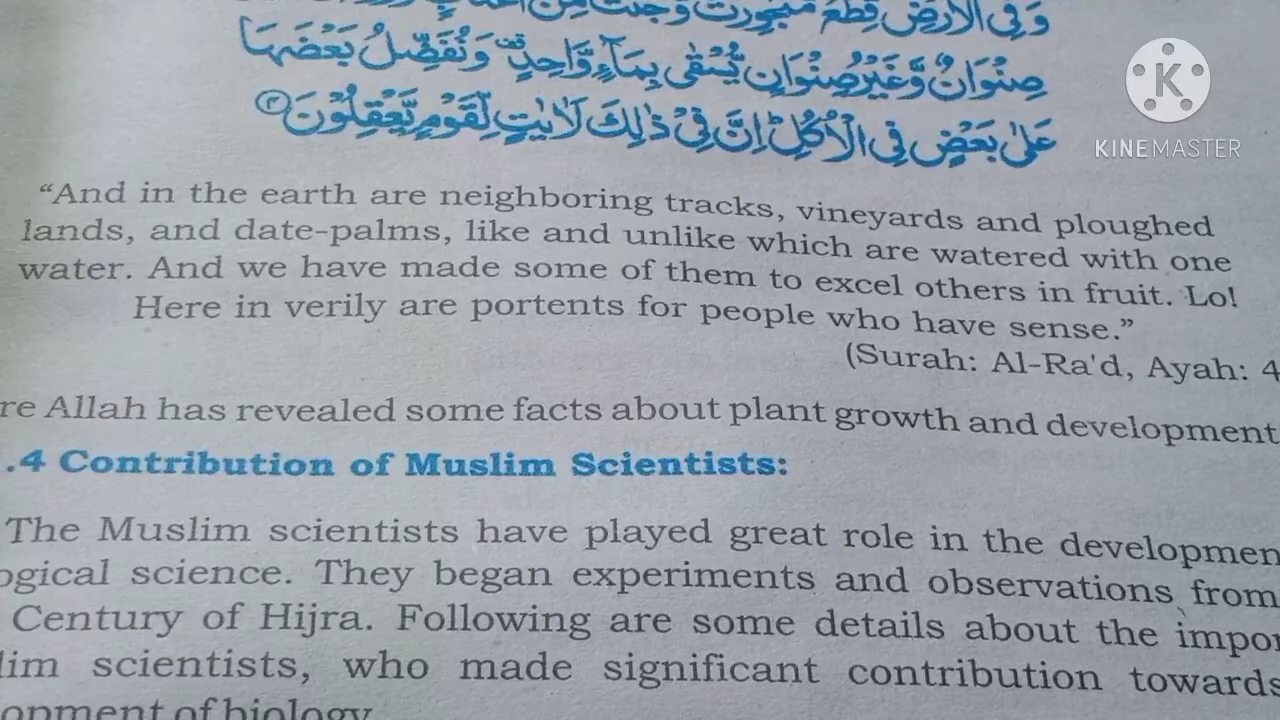 وَفِى الْاَرْضِ قِطَعٌ مُّتَجٰوِرٰتٌ وَّجَنّٰتٌ مِّنْ
صِنْوَانٌ وَّغَيْرُ صِنْوَانٍ يُّسْقٰى بِمَآءٍ وَّاحِدٍ وَنُفَضِّلُ بَعْضَهَا
عَلٰى بَعْضٍ فِى الْاُكُلِ ؕ اِنَّ فِىْ ذٰلِكَ لَاٰيٰتٍ لِّقَوْمٍ يَّعْقِلُوْنَ
KINEMASTER
“And in the earth are neighboring tracks, vineyards and ploughed
lands, and date-palms, like and unlike which are watered with one
water. And we have made some of them to excel others in fruit. Lo!
Here in verily are portents for people who have sense.”
(Surah: Al-Ra'd, Ayah: 4
re Allah has revealed some facts about plant growth and development
.4 Contribution of Muslim Scientists:
The Muslim scientists have played great role in the developmen
ogical science. They began experiments and observations from
Century of Hijra. Following are some details about the impor
lim scientists, who made significant contribution towards
opment of biology